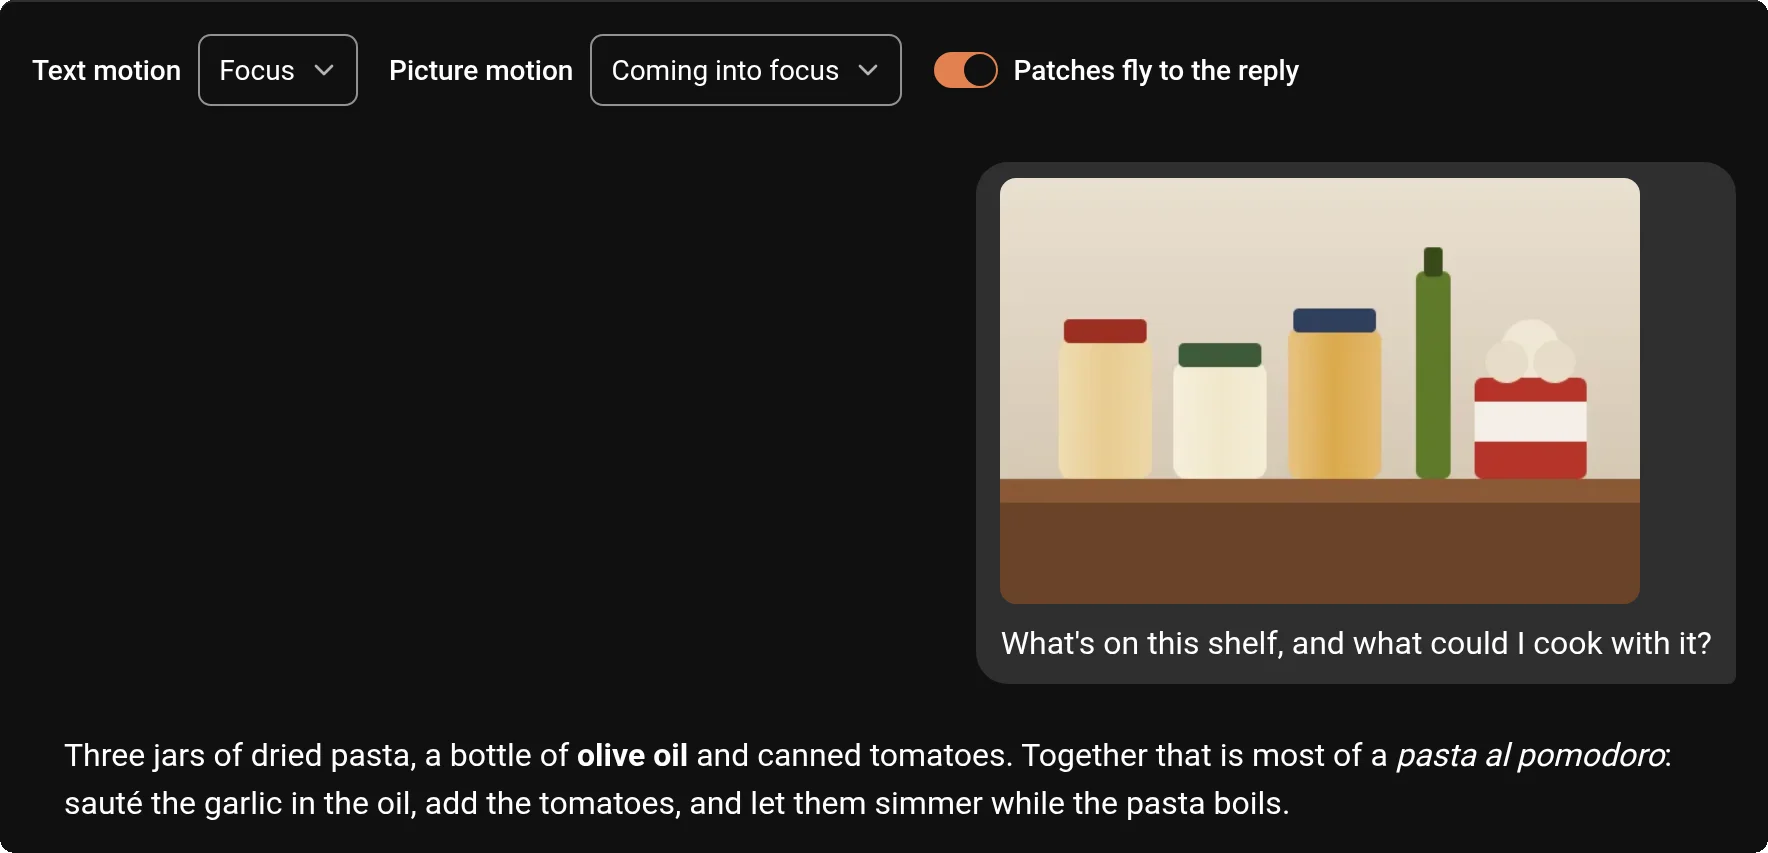 Text motion Focus Picture motion Coming into focus Patches fly to the reply
What's on this shelf, and what could I cook with it?
Three jars of dried pasta, a bottle of olive oil and canned tomatoes. Together that is most of a pasta al pomodoro:
sauté the garlic in the oil, add the tomatoes, and let them simmer while the pasta boils.